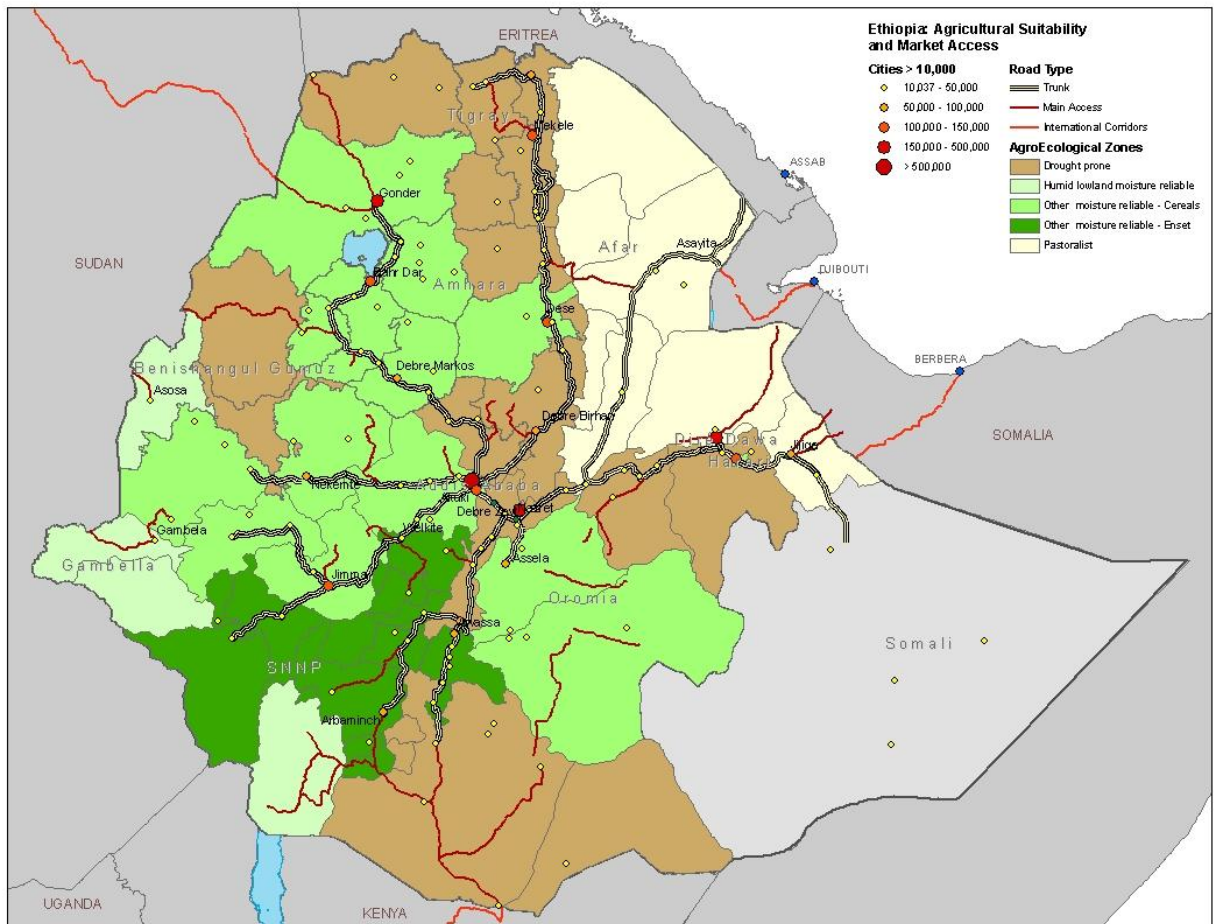 Ethiopia: Agricultural Suitability
and Market Access
Cities > 10,000
10,037 - 50,000
50,000 - 100,000
100,000 - 150,000
150,000 - 500,000
> 500,000
Road Type
Trunk
Main Access
International Corridors
AgroEcological Zones
Drought prone
Humid lowland moisture reliable
Other moisture reliable - Cereals
Other moisture reliable - Enset
Pastoralist
ERITREA
Tigray
Mekele
ASSAB
Gonder
Afar
Asayita
SUDAN
Bahr Dar
Amhara
DJIBOUTI
Dese
BERBERA
Benishangul Gumuz
Debre Markos
Asosa
Debre Birhan
Dire Dawa
SOMALIA
Jijiga
Harari
Nekemte
Addis Ababa
Akaki
Debre Zeyit
Gambela
Welkite
Assela
Gambella
Jimma
Oromia
Awassa
Somali
SNNP
Arbaminch
UGANDA
KENYA